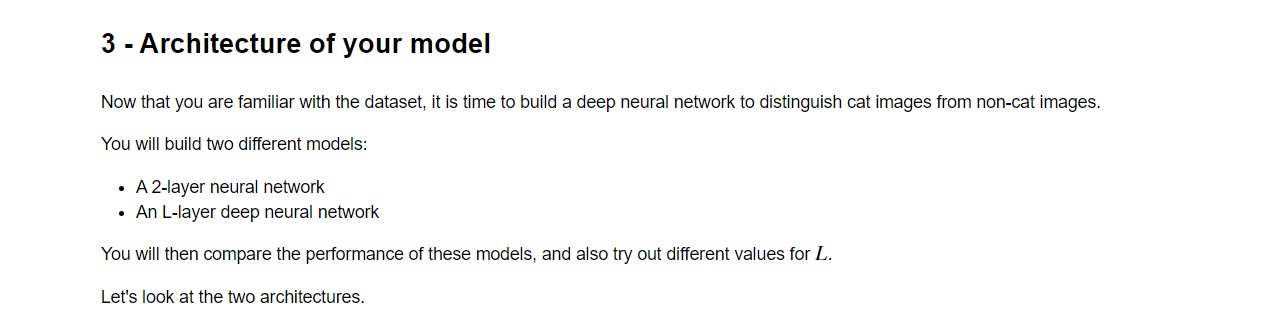 3 - Architecture of your model
Now that you are familiar with the dataset, it is time to build a deep neural network to distinguish cat images from non-cat images.
You will build two different models:
• A 2-layer neural network
• An L-layer deep neural network
You will then compare the performance of these models, and also try out different values for L.
Let's look at the two architectures.